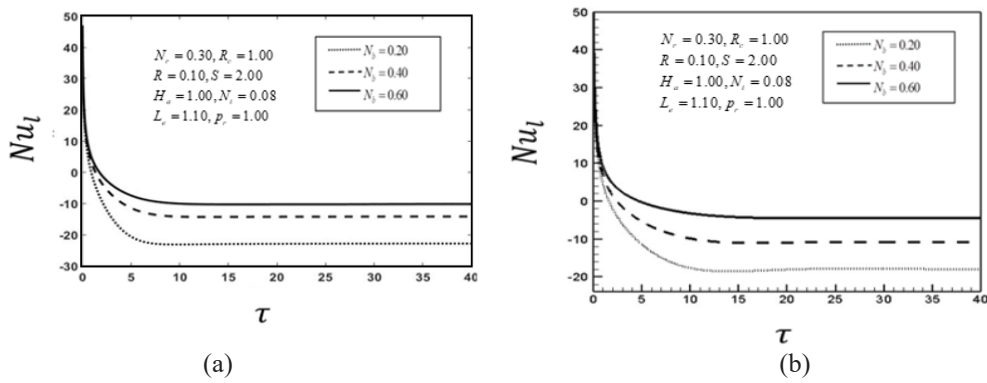 50
40
30
20
10
0
-10
-20
-30
0 5 10 15 20 25 30 35 40
Nu_l
τ
N_r = 0.30, R_c = 1.00
R = 0.10, S = 2.00
H_a = 1.00, N_t = 0.08
L_e = 1.10, p_r = 1.00
N_b = 0.20
N_b = 0.40
N_b = 0.60
(a)
50
40
30
20
10
0
-10
-20
0 5 10 15 20 25 30 35 40
Nu_l
τ
N_r = 0.30, R_c = 1.00
R = 0.10, S = 2.00
H_a = 1.00, N_t = 0.08
L_e = 1.10, p_r = 1.00
N_b = 0.20
N_b = 0.40
N_b = 0.60
(b)